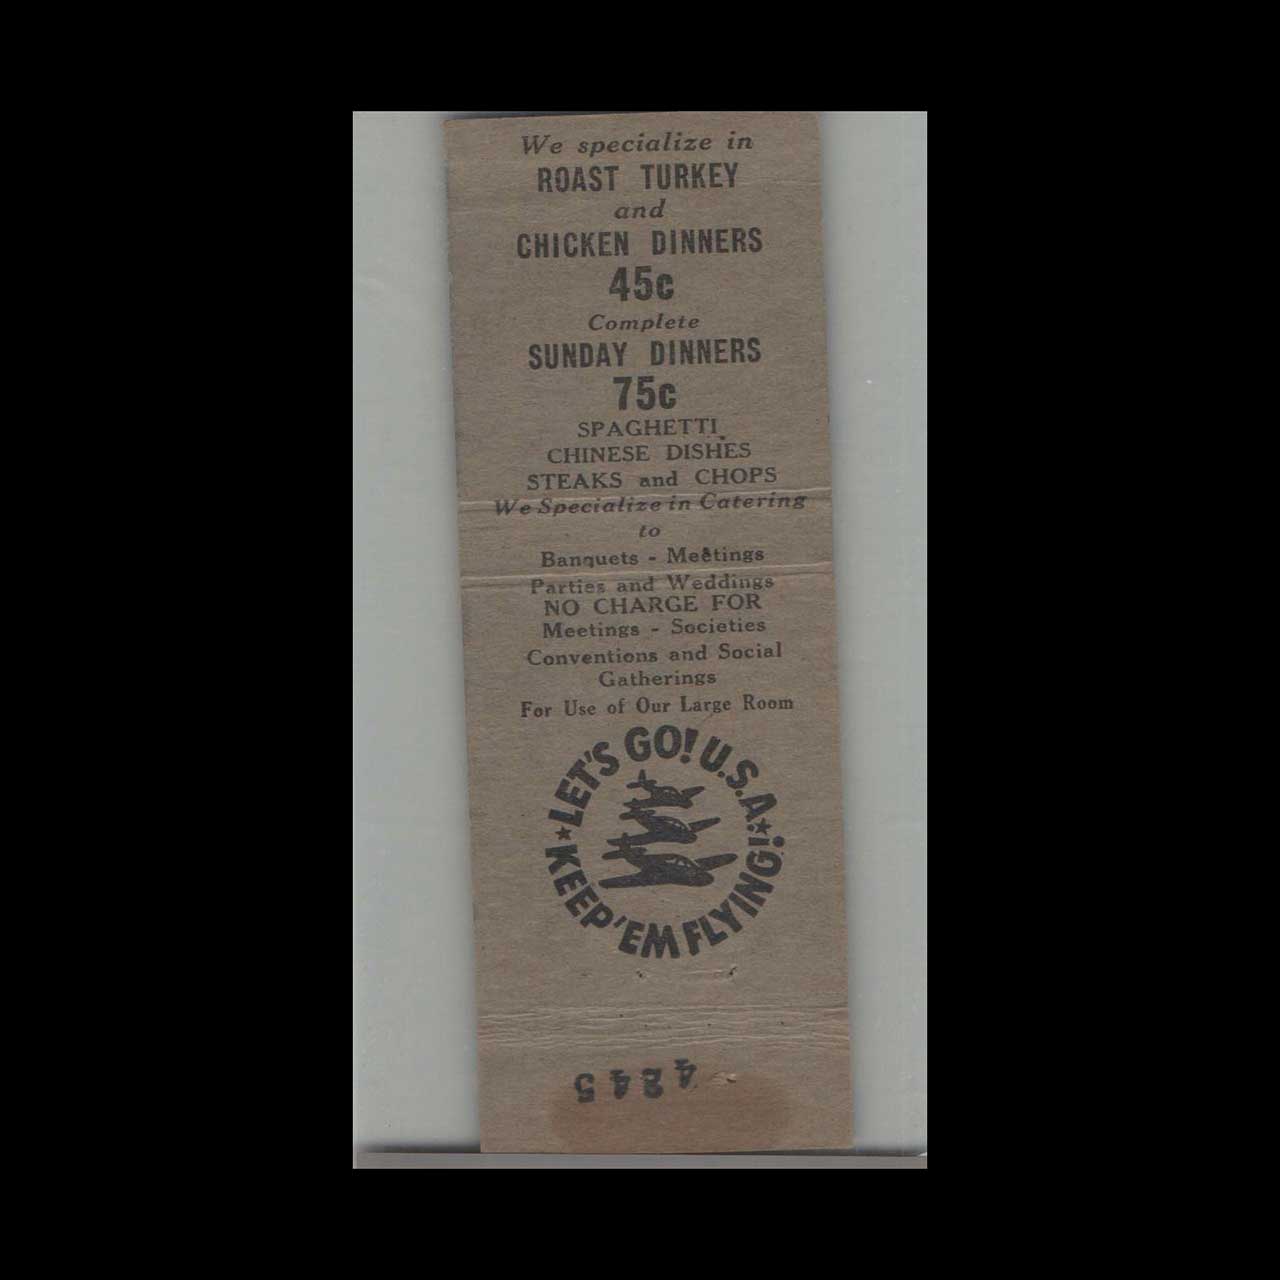 We specialize in
ROAST TURKEY
and
CHICKEN DINNERS
45c
Complete
SUNDAY DINNERS
75c
SPAGHETTI
CHINESE DISHES
STEAKS and CHOPS
We Specialize in Catering
to
Banquets - Meetings
Parties and Weddings
NO CHARGE FOR
Meetings - Societies
Conventions and Social
Gatherings
For Use of Our Large Room
LET'S GO! U.S.A.
★ KEEP 'EM FLYING! ★
4245